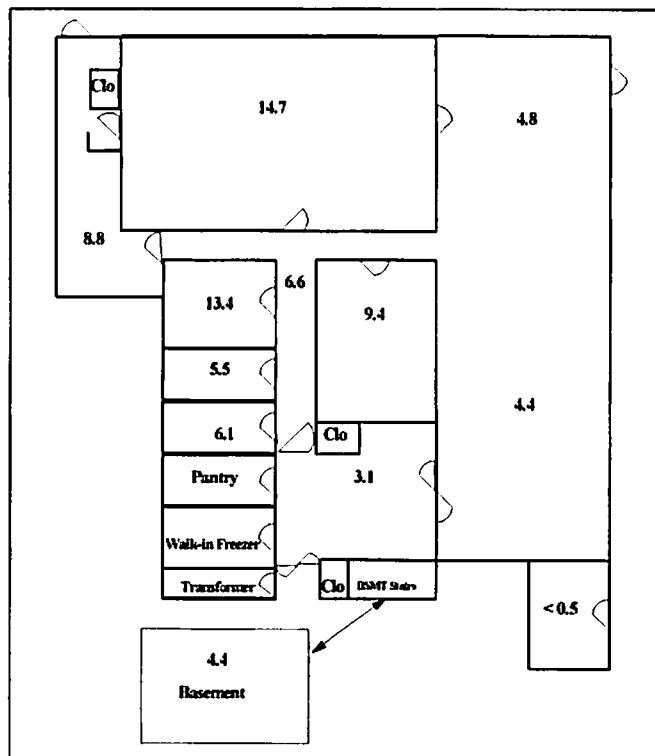 Clo
14.7
4.8
8.8
6.6
13.4
9.4
5.5
4.4
6.1
Clo
3.1
Pantry
Walk-in Freezer
Transformer
Clo
BSMT Stairs
< 0.5
4.4
Basement